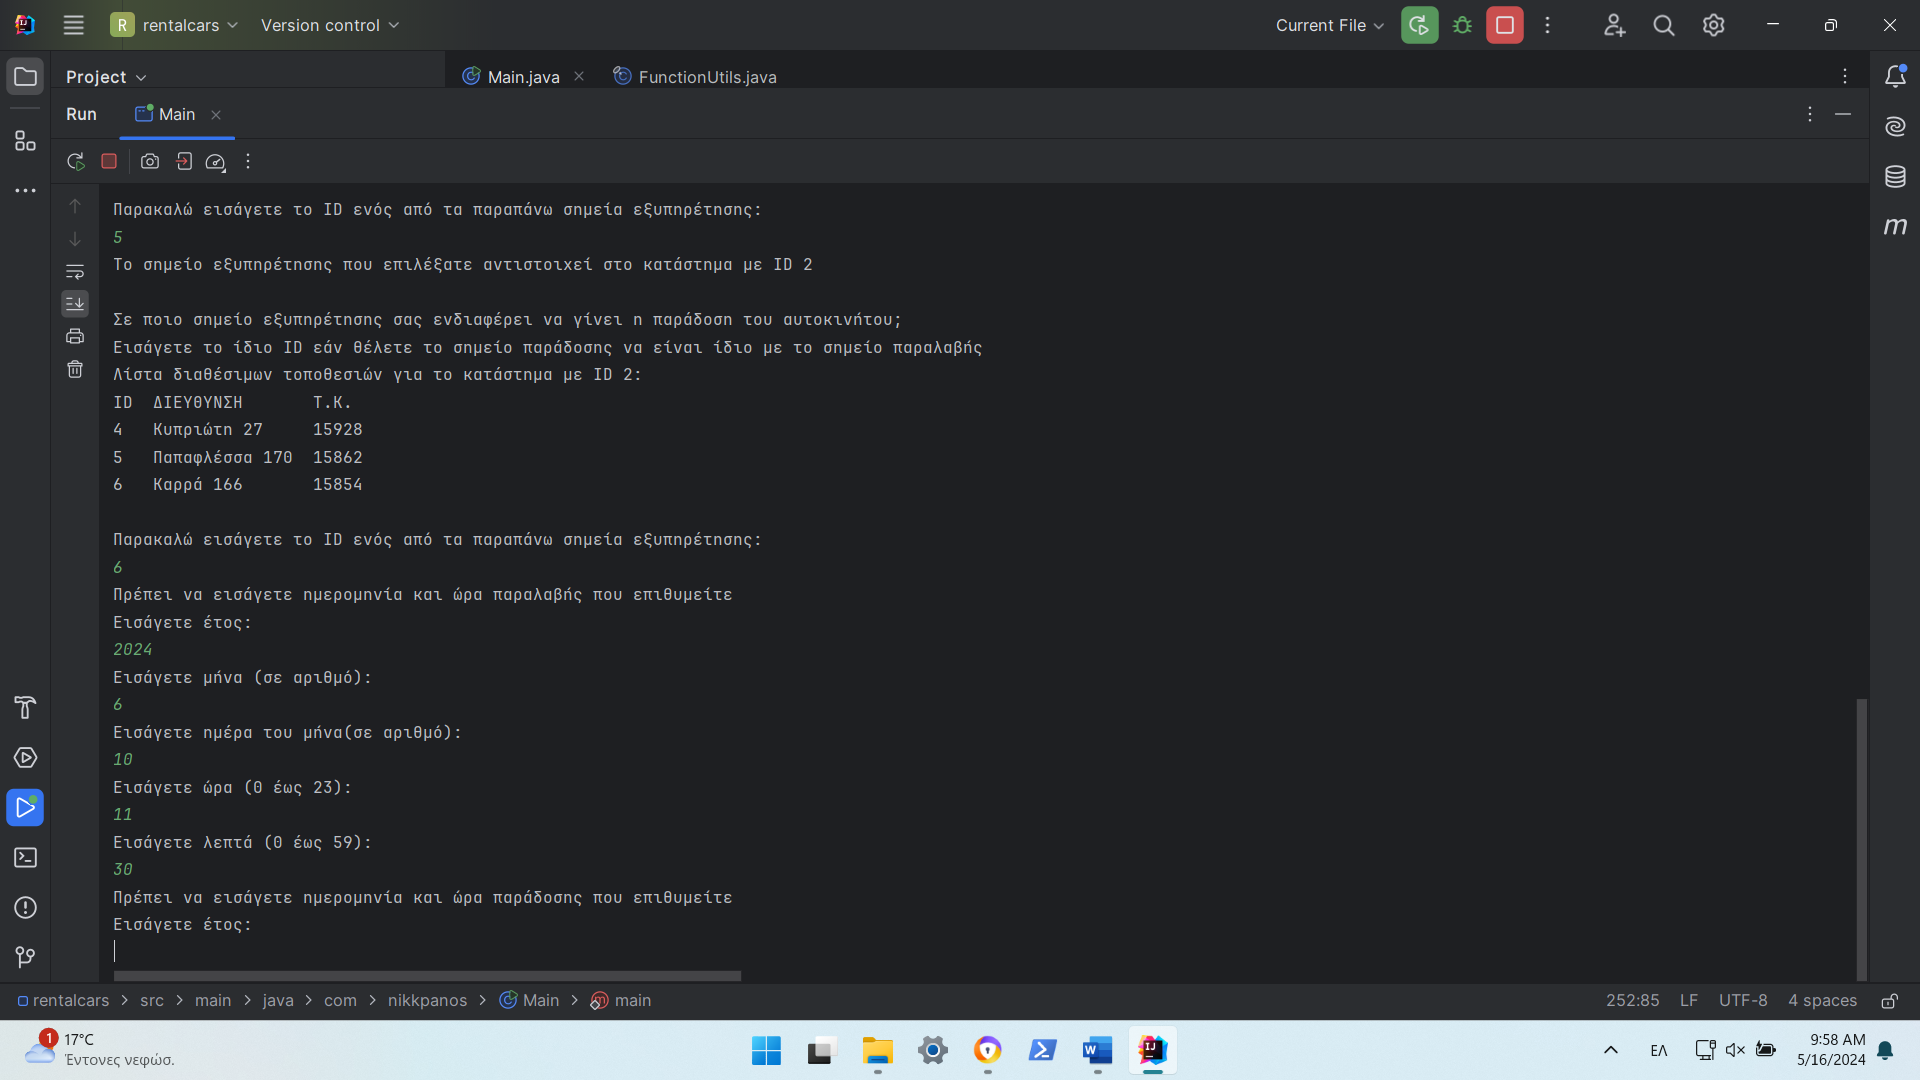 R rentalcars Version control Current File
Project Main.java FunctionUtils.java
Run Main
Παρακαλώ εισάγετε το ID ενός από τα παραπάνω σημεία εξυπηρέτησης:
5
Το σημείο εξυπηρέτησης που επιλέξατε αντιστοιχεί στο κατάστημα με ID 2
Σε ποιο σημείο εξυπηρέτησης σας ενδιαφέρει να γίνει η παράδοση του αυτοκινήτου;
Εισάγετε το ίδιο ID εάν θέλετε το σημείο παράδοσης να είναι ίδιο με το σημείο παραλαβής
Λίστα διαθέσιμων τοποθεσιών για το κατάστημα με ID 2:
ID ΔΙΕΥΘΥΝΣΗ Τ.Κ.
4 Κυπριώτη 27 15928
5 Παπαφλέσσα 170 15862
6 Καρρά 166 15854
Παρακαλώ εισάγετε το ID ενός από τα παραπάνω σημεία εξυπηρέτησης:
6
Πρέπει να εισάγετε ημερομηνία και ώρα παραλαβής που επιθυμείτε
Εισάγετε έτος:
2024
Εισάγετε μήνα (σε αριθμό):
6
Εισάγετε ημέρα του μήνα(σε αριθμό):
10
Εισάγετε ώρα (0 έως 23):
11
Εισάγετε λεπτά (0 έως 59):
30
Πρέπει να εισάγετε ημερομηνία και ώρα παράδοσης που επιθυμείτε
Εισάγετε έτος:
rentalcars > src > main > java > com > nikkpanos > Main > main 252:85 LF UTF-8 4 spaces
1 17°C ΕΛ 9:58 AM
Έντονες νεφώσ. 5/16/2024